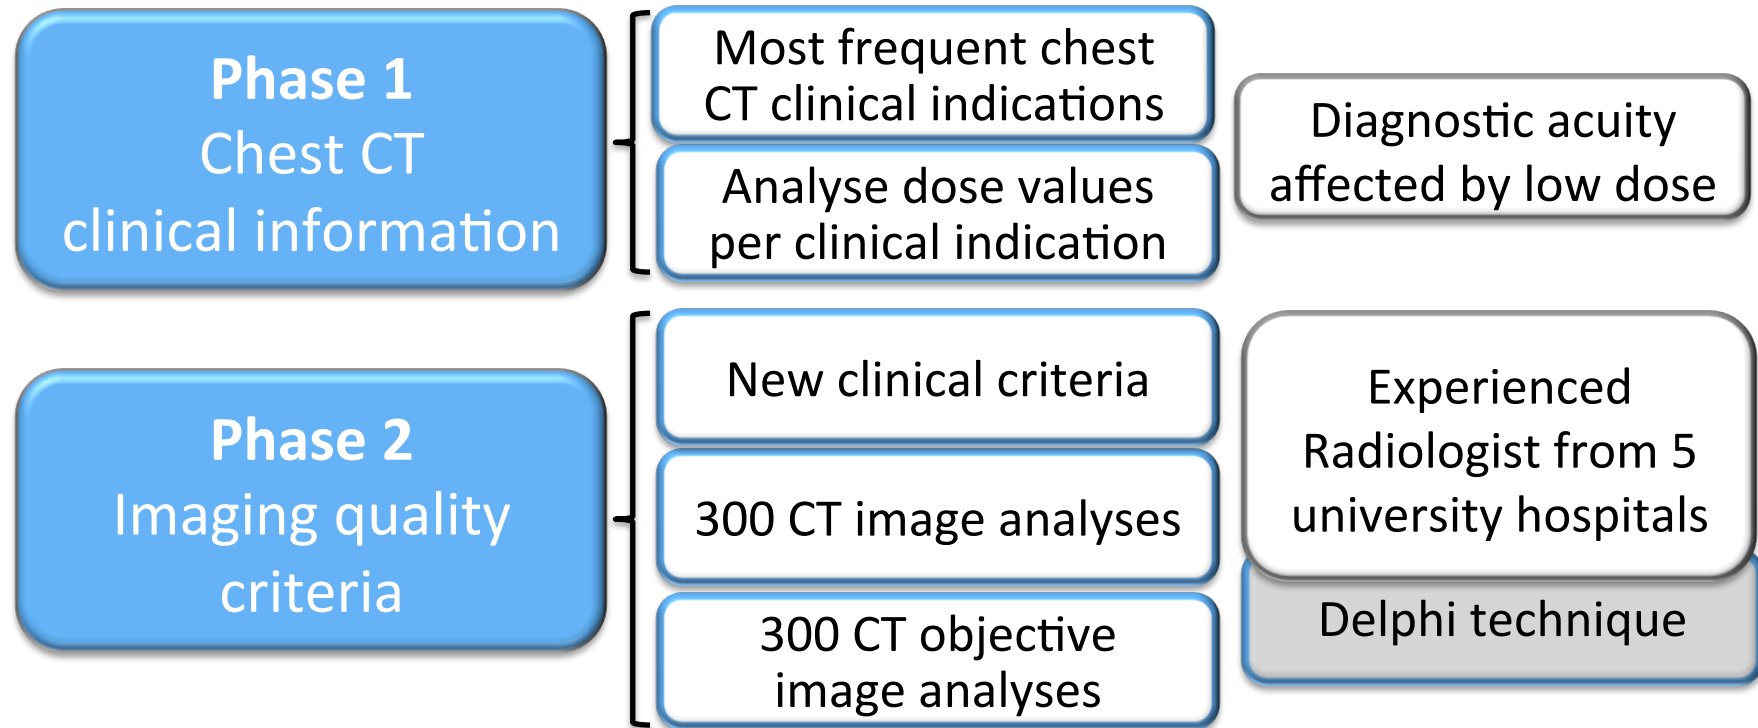 Phase 1
Chest CT
clinical information
Most frequent chest
CT clinical indications
Analyse dose values
per clinical indication
Diagnostic acuity
affected by low dose
Phase 2
Imaging quality
criteria
New clinical criteria
300 CT image analyses
300 CT objective
image analyses
Experienced
Radiologist from 5
university hospitals
Delphi technique